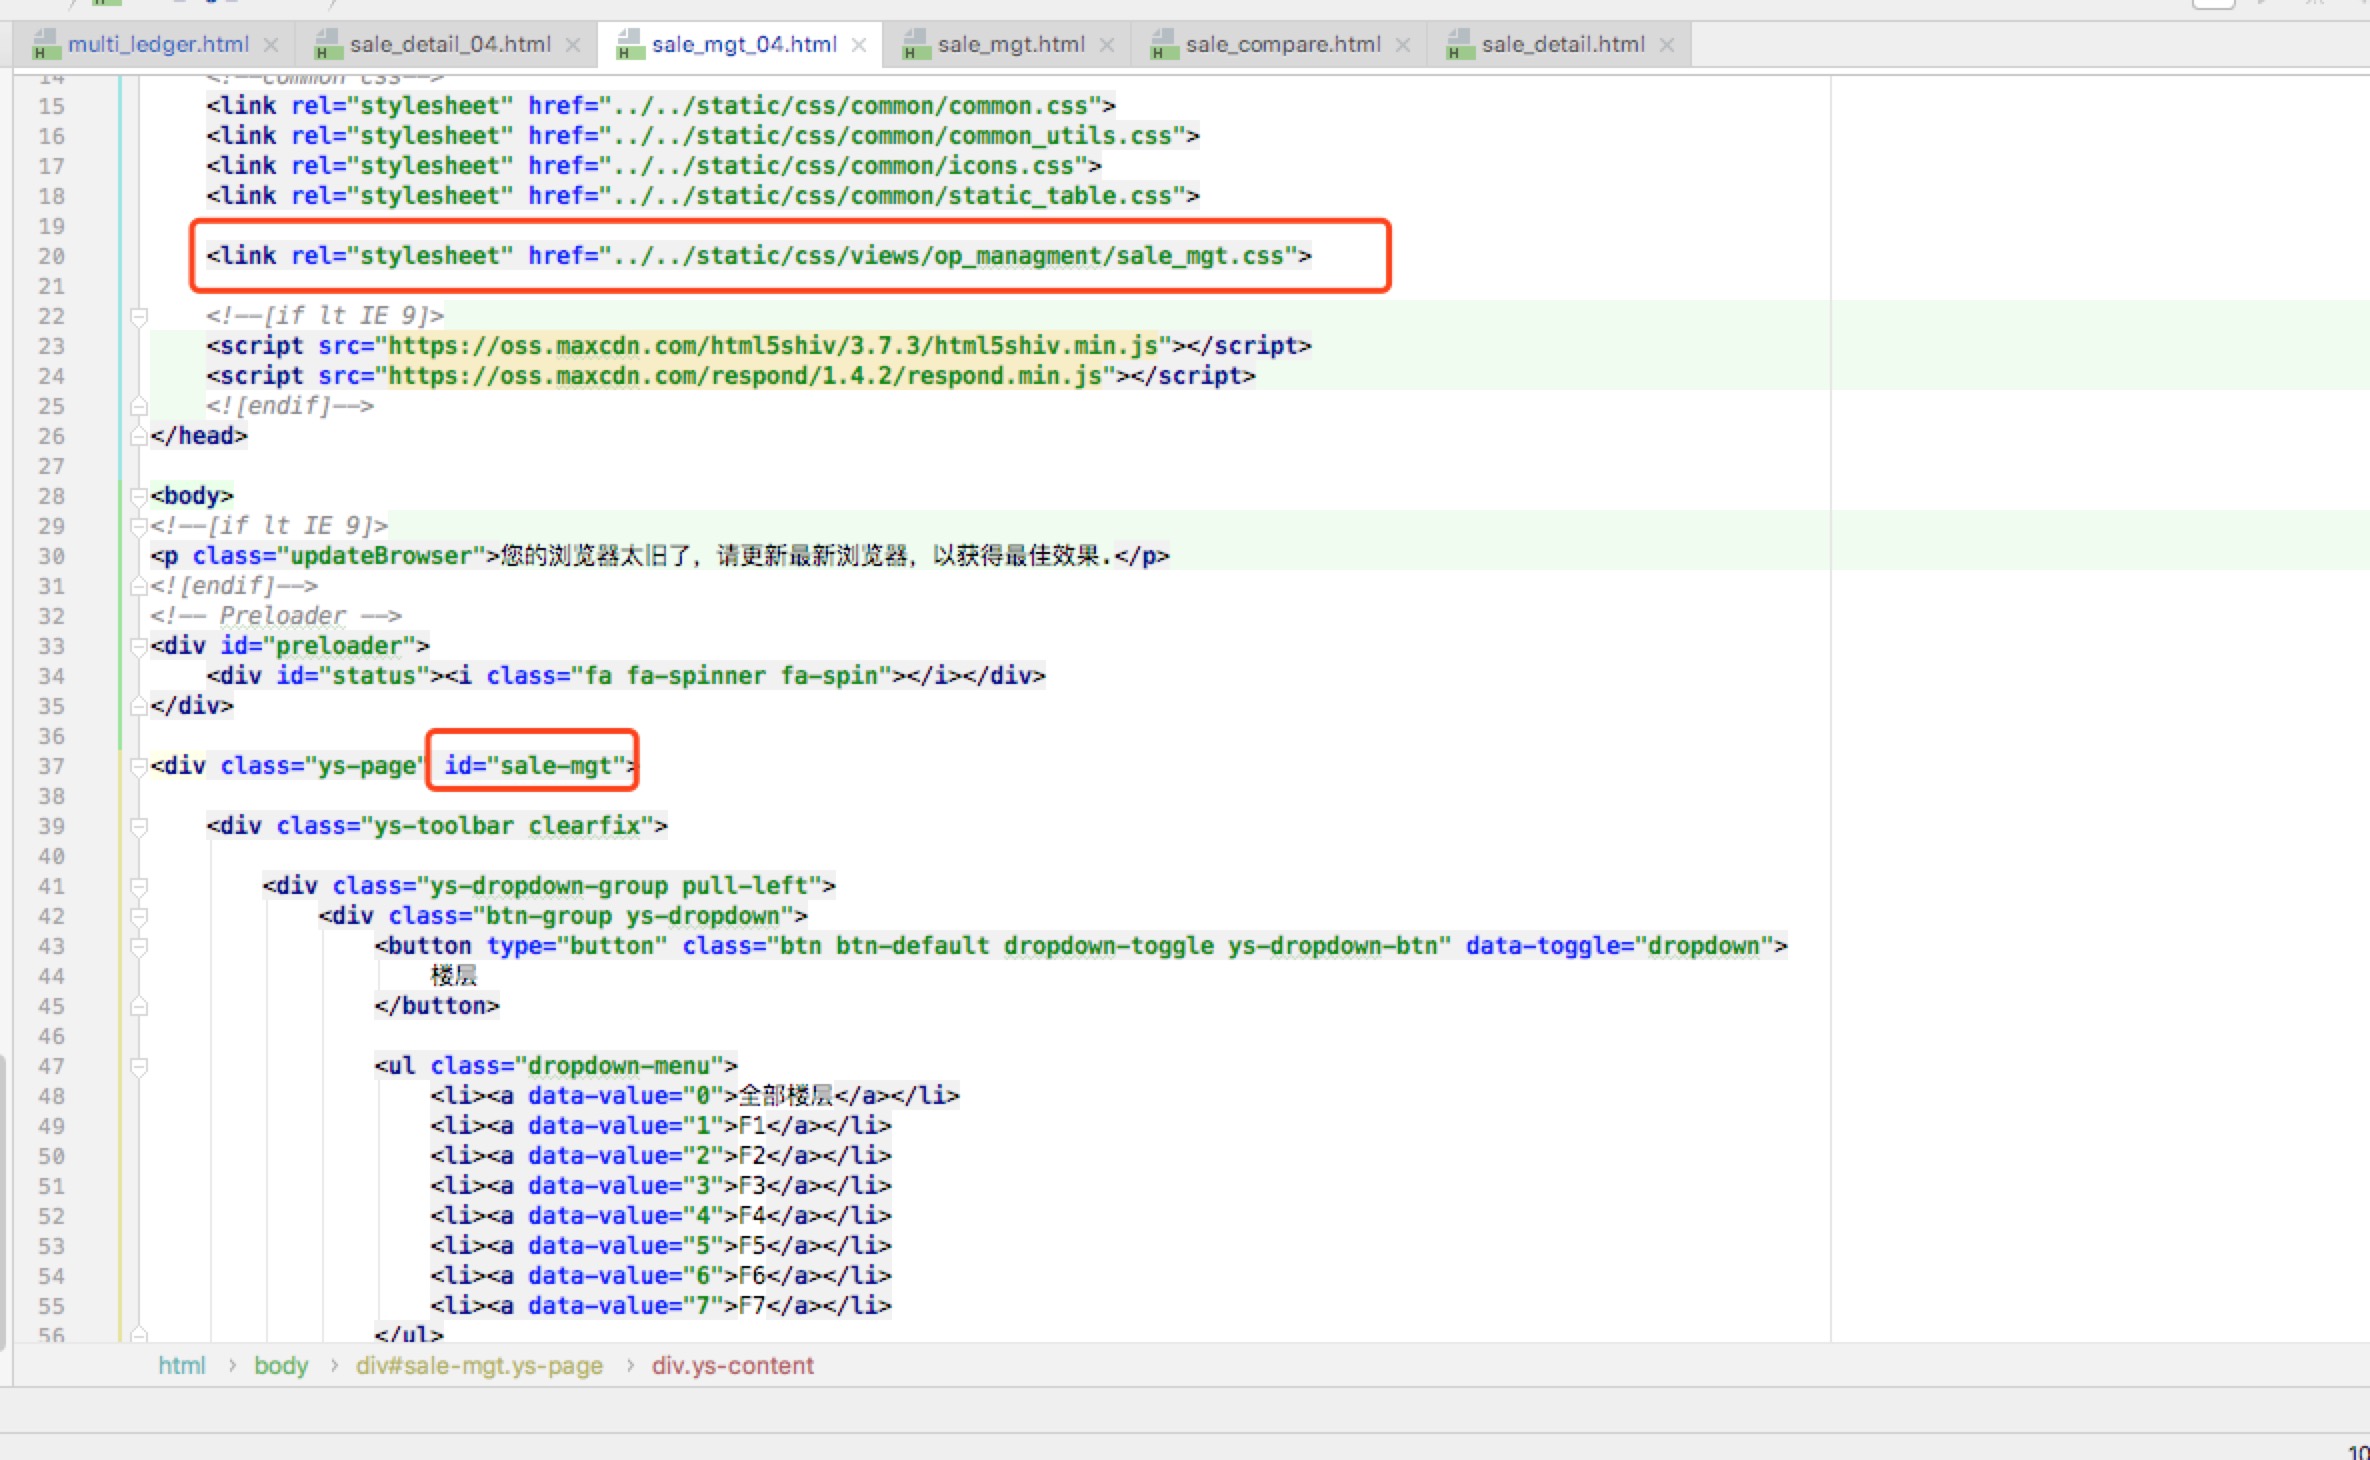 multi_ledger.html sale_detail_04.html sale_mgt_04.html sale_mgt.html sale_compare.html sale_detail.html
14 <!--common css-->
15 <link rel="stylesheet" href="../../static/css/common/common.css">
16 <link rel="stylesheet" href="../../static/css/common/common_utils.css">
17 <link rel="stylesheet" href="../../static/css/common/icons.css">
18 <link rel="stylesheet" href="../../static/css/common/static_table.css">
19
20 <link rel="stylesheet" href="../../static/css/views/op_managment/sale_mgt.css">
21
22 <!--[if lt IE 9]>
23 <script src="https://oss.maxcdn.com/html5shiv/3.7.3/html5shiv.min.js"></script>
24 <script src="https://oss.maxcdn.com/respond/1.4.2/respond.min.js"></script>
25 <![endif]-->
26 </head>
27
28 <body>
29 <!--[if lt IE 9]>
30 <p class="updateBrowser">您的浏览器太旧了，请更新最新浏览器，以获得最佳效果.</p>
31 <![endif]-->
32 <!-- Preloader -->
33 <div id="preloader">
34 <div id="status"><i class="fa fa-spinner fa-spin"></i></div>
35 </div>
36
37 <div class="ys-page" id="sale-mgt">
38
39 <div class="ys-toolbar clearfix">
40
41 <div class="ys-dropdown-group pull-left">
42 <div class="btn-group ys-dropdown">
43 <button type="button" class="btn btn-default dropdown-toggle ys-dropdown-btn" data-toggle="dropdown">
44 楼层
45 </button>
46
47 <ul class="dropdown-menu">
48 <li><a data-value="0">全部楼层</a></li>
49 <li><a data-value="1">F1</a></li>
50 <li><a data-value="2">F2</a></li>
51 <li><a data-value="3">F3</a></li>
52 <li><a data-value="4">F4</a></li>
53 <li><a data-value="5">F5</a></li>
54 <li><a data-value="6">F6</a></li>
55 <li><a data-value="7">F7</a></li>
56 </ul>
html › body › div#sale-mgt.ys-page › div.ys-content
10